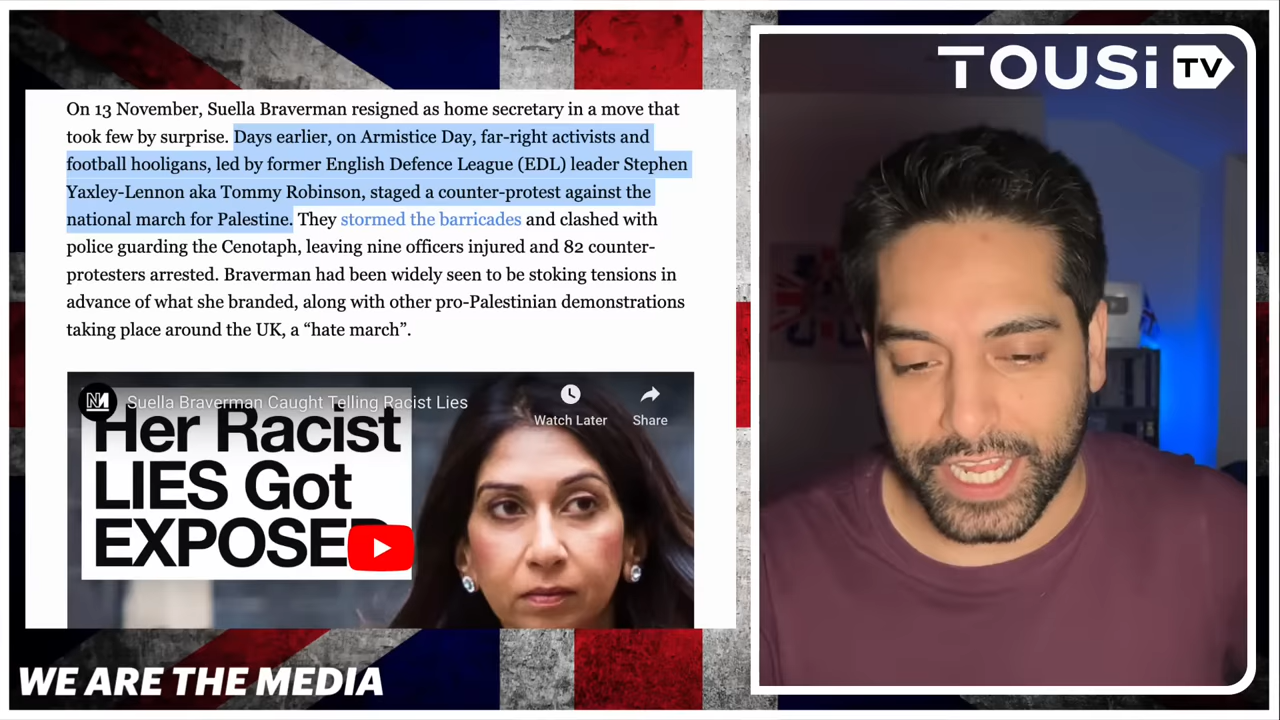 TOUSi TV
On 13 November, Suella Braverman resigned as home secretary in a move that
took few by surprise. Days earlier, on Armistice Day, far-right activists and
football hooligans, led by former English Defence League (EDL) leader Stephen
Yaxley-Lennon aka Tommy Robinson, staged a counter-protest against the
national march for Palestine. They stormed the barricades and clashed with
police guarding the Cenotaph, leaving nine officers injured and 82 counter-
protesters arrested. Braverman had been widely seen to be stoking tensions in
advance of what she branded, along with other pro-Palestinian demonstrations
taking place around the UK, a “hate march”.
Suella Braverman Caught Telling Racist Lies
Watch Later
Share
Her Racist
LIES Got
EXPOSED
WE ARE THE MEDIA